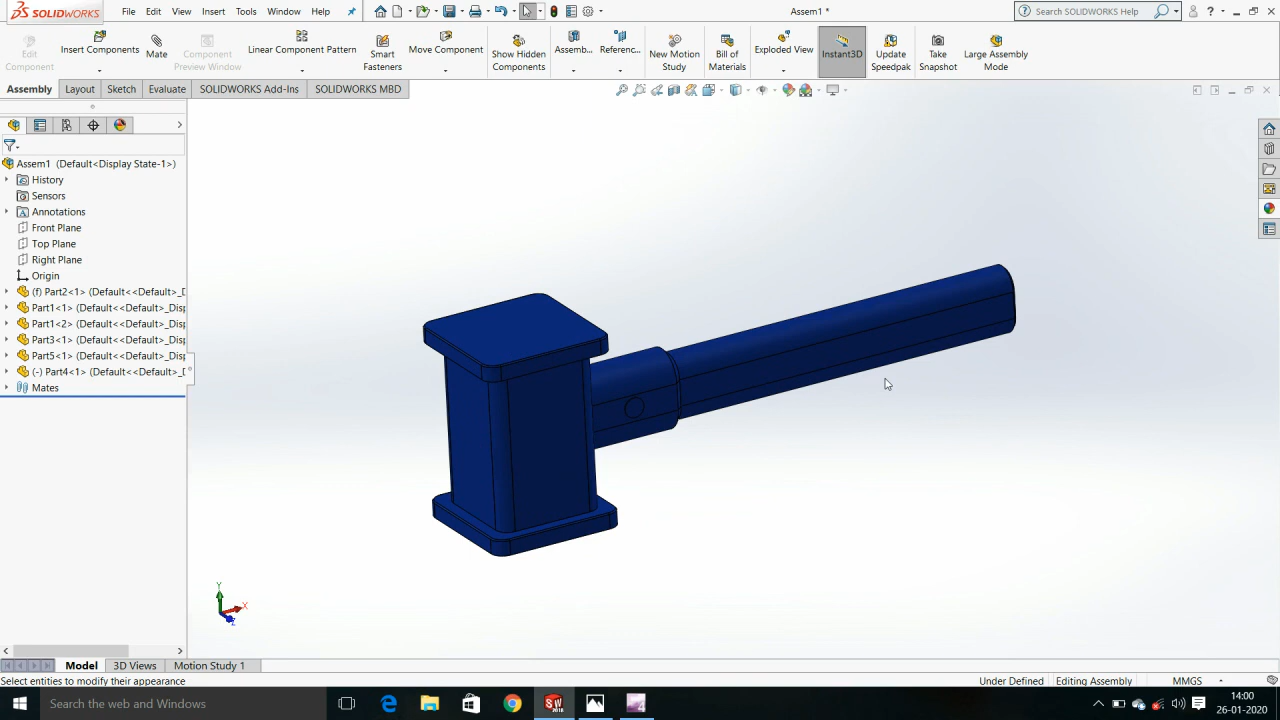 SOLIDWORKS File Edit View Insert Tools Window Help Assem1 * Search SOLIDWORKS Help
Edit Component
Insert Components
Mate
Component Preview Window
Linear Component Pattern
Smart Fasteners
Move Component
Show Hidden Components
Assemb...
Referenc...
New Motion Study
Bill of Materials
Exploded View
Instant3D
Update Speedpak
Take Snapshot
Large Assembly Mode
Assembly Layout Sketch Evaluate SOLIDWORKS Add-Ins SOLIDWORKS MBD
Assem1 (Default<Display State-1>)
History
Sensors
A Annotations
Front Plane
Top Plane
Right Plane
Origin
(f) Part2<1> (Default<<Default>_D
Part1<1> (Default<<Default>_Disp
Part1<2> (Default<<Default>_Disp
Part3<1> (Default<<Default>_Disp
Part5<1> (Default<<Default>_Disp
(-) Part4<1> (Default<<Default>_D
Mates
Y
X
Z
Model 3D Views Motion Study 1
Select entities to modify their appearance Under Defined Editing Assembly MMGS
Search the web and Windows
SW
2016
14:00
26-01-2020